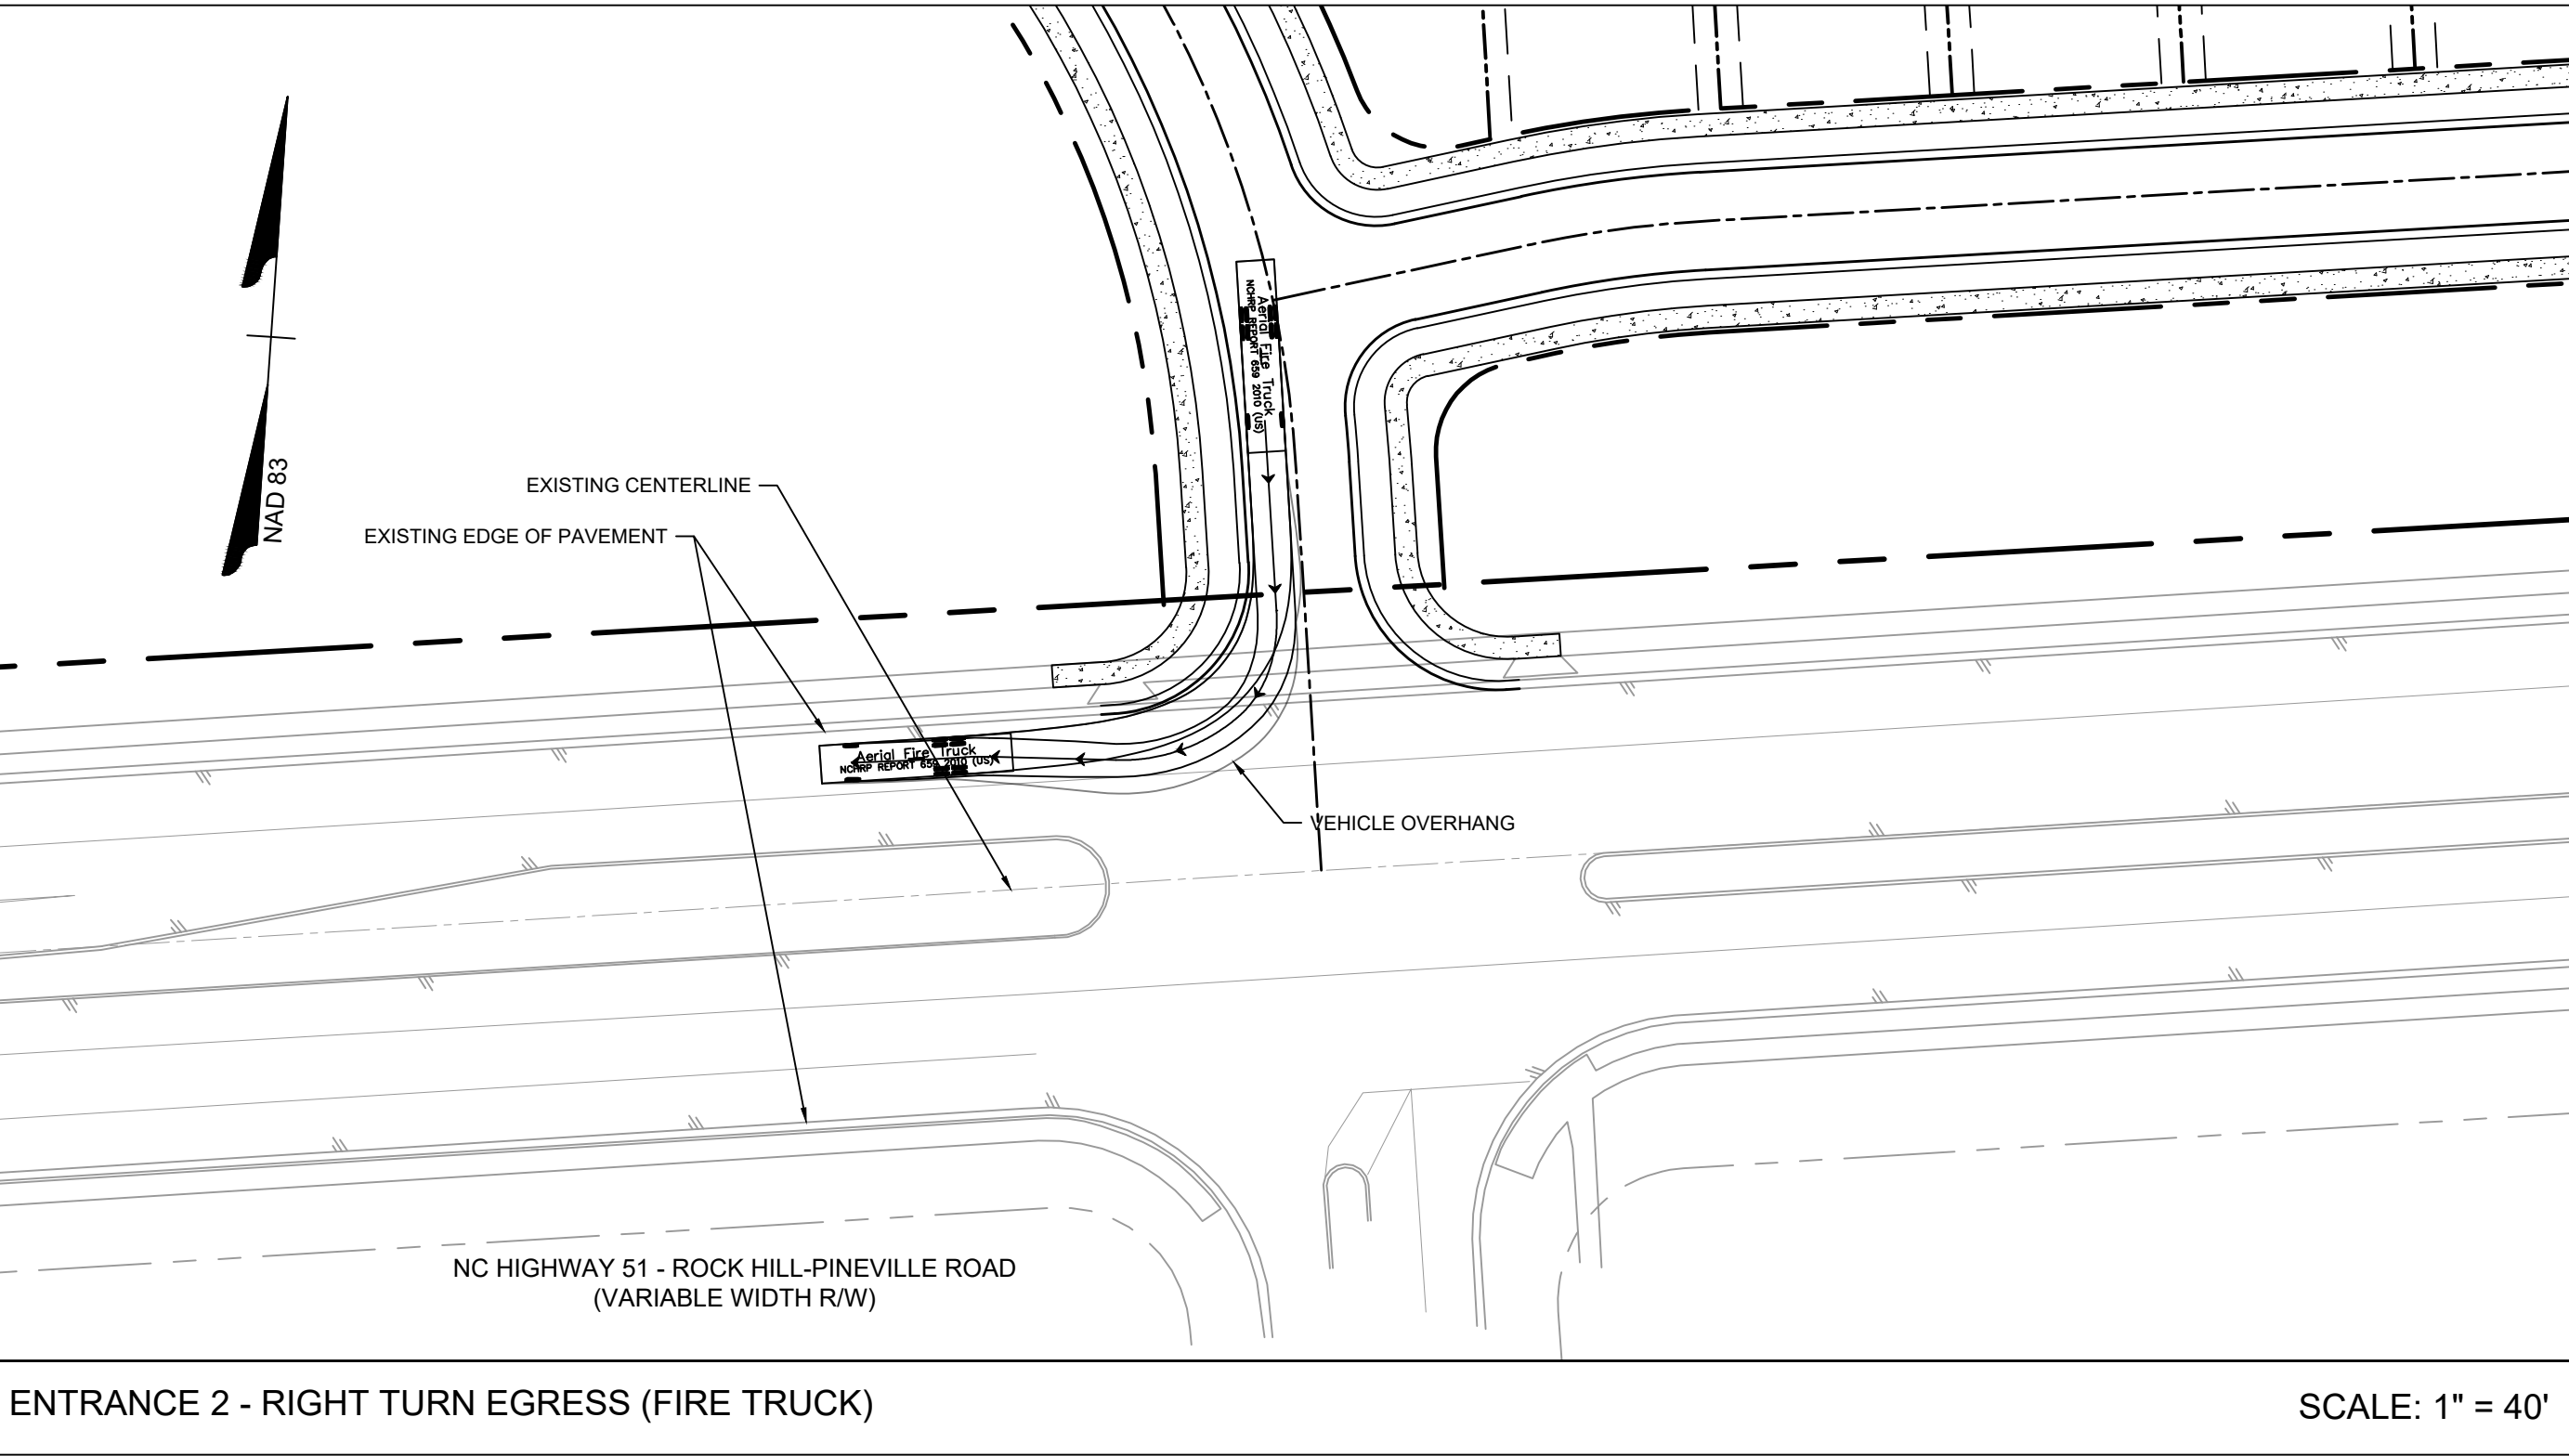 Aerial Fire Truck
NCHRP REPORT 659 2010 (US)
NAD 83
EXISTING CENTERLINE
EXISTING EDGE OF PAVEMENT
Aerial Fire Truck
NCHRP REPORT 659 2010 (US)
VEHICLE OVERHANG
NC HIGHWAY 51 - ROCK HILL-PINEVILLE ROAD
(VARIABLE WIDTH R/W)
ENTRANCE 2 - RIGHT TURN EGRESS (FIRE TRUCK)
SCALE: 1" = 40'